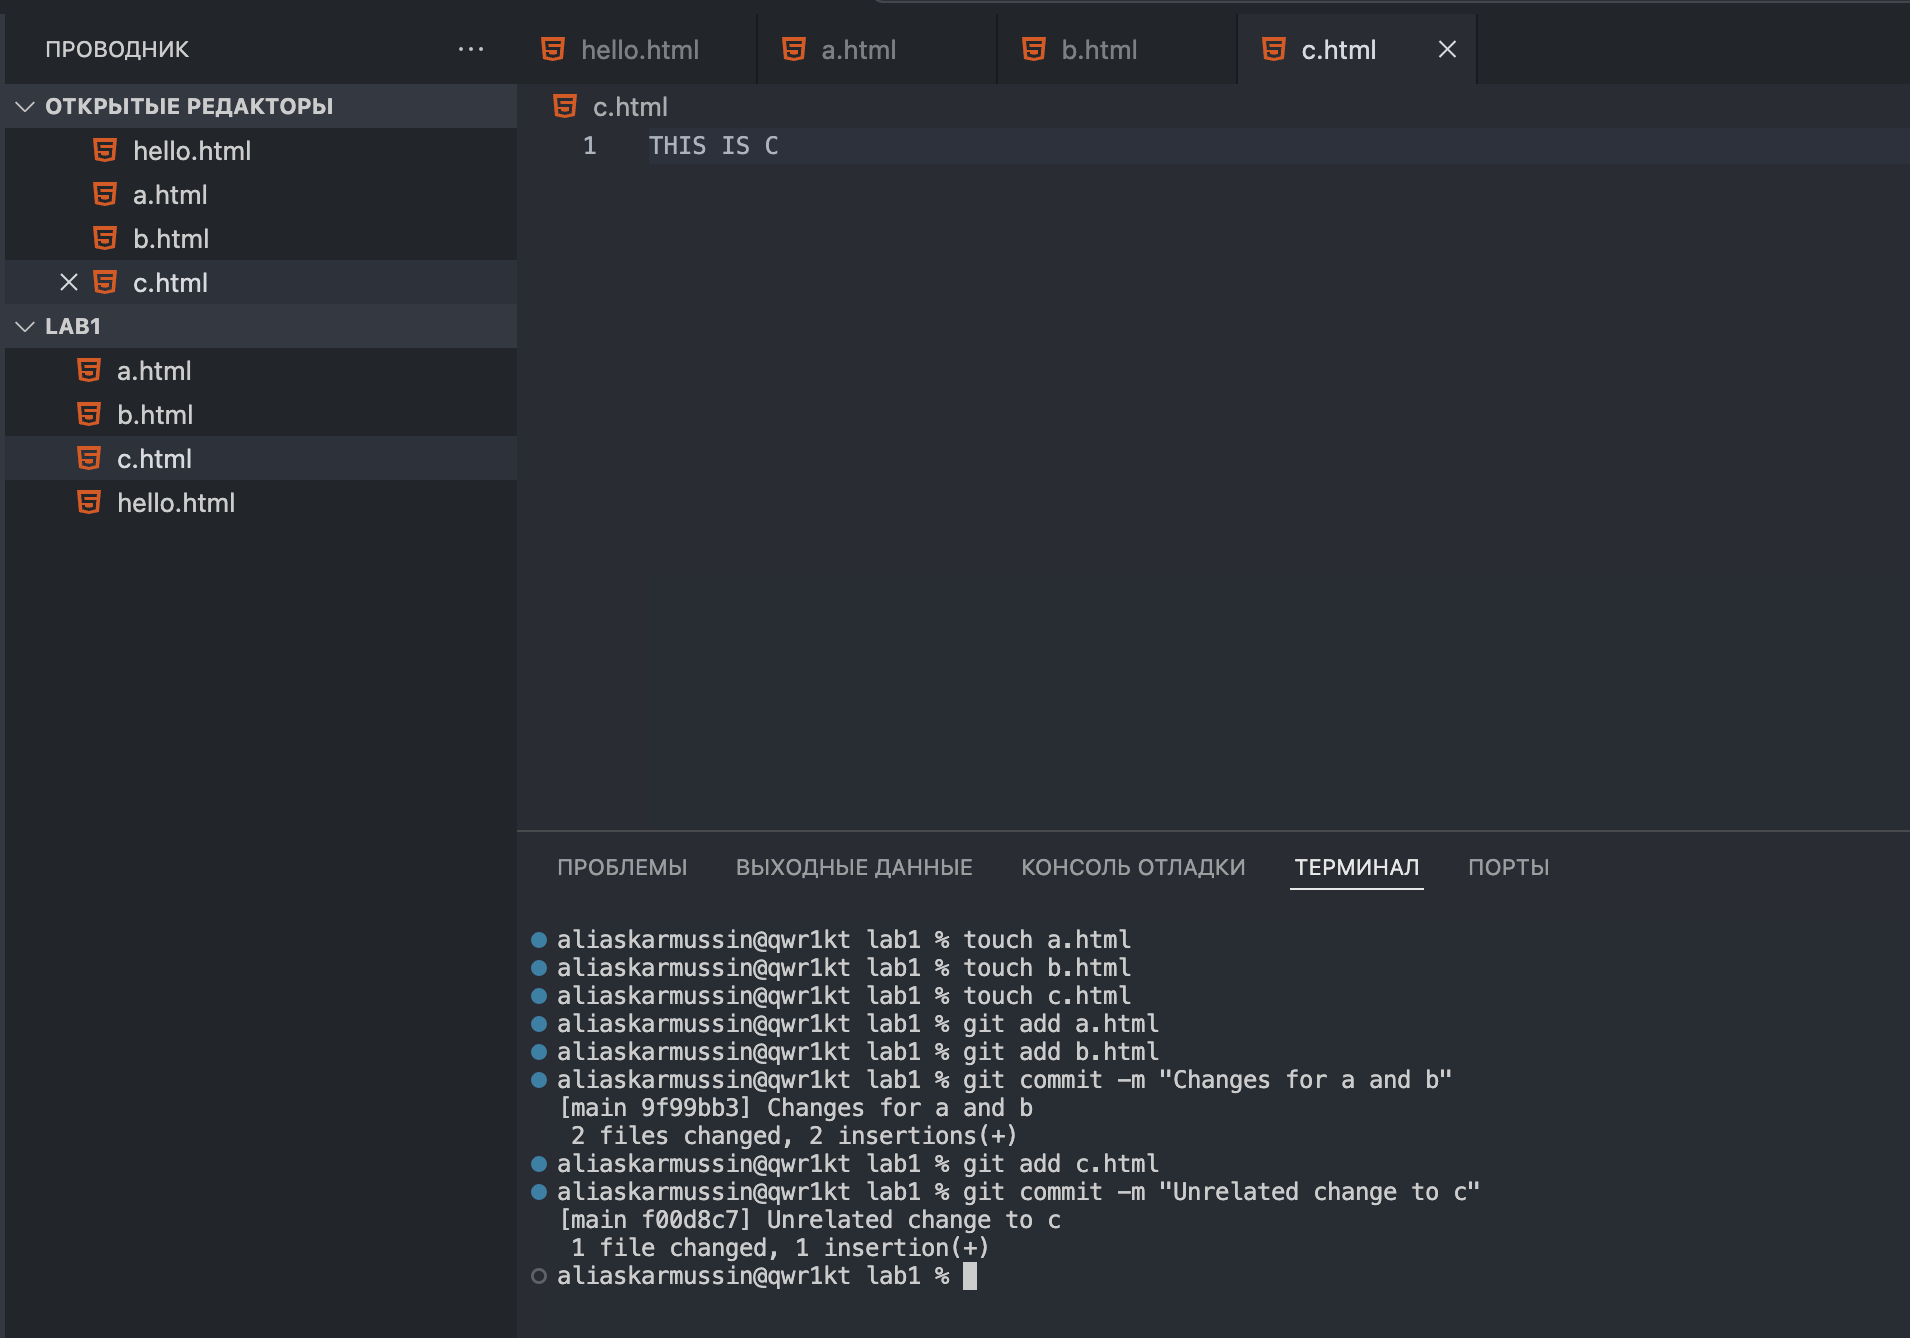 ПРОВОДНИК
ОТКРЫТЫЕ РЕДАКТОРЫ
hello.html
a.html
b.html
c.html
LAB1
a.html
b.html
c.html
hello.html
hello.html a.html b.html c.html
c.html
1 THIS IS C
ПРОБЛЕМЫ ВЫХОДНЫЕ ДАННЫЕ КОНСОЛЬ ОТЛАДКИ ТЕРМИНАЛ ПОРТЫ
aliaskarmussin@qwr1kt lab1 % touch a.html
aliaskarmussin@qwr1kt lab1 % touch b.html
aliaskarmussin@qwr1kt lab1 % touch c.html
aliaskarmussin@qwr1kt lab1 % git add a.html
aliaskarmussin@qwr1kt lab1 % git add b.html
aliaskarmussin@qwr1kt lab1 % git commit -m "Changes for a and b"
[main 9f99bb3] Changes for a and b
2 files changed, 2 insertions(+)
aliaskarmussin@qwr1kt lab1 % git add c.html
aliaskarmussin@qwr1kt lab1 % git commit -m "Unrelated change to c"
[main f00d8c7] Unrelated change to c
1 file changed, 1 insertion(+)
aliaskarmussin@qwr1kt lab1 %